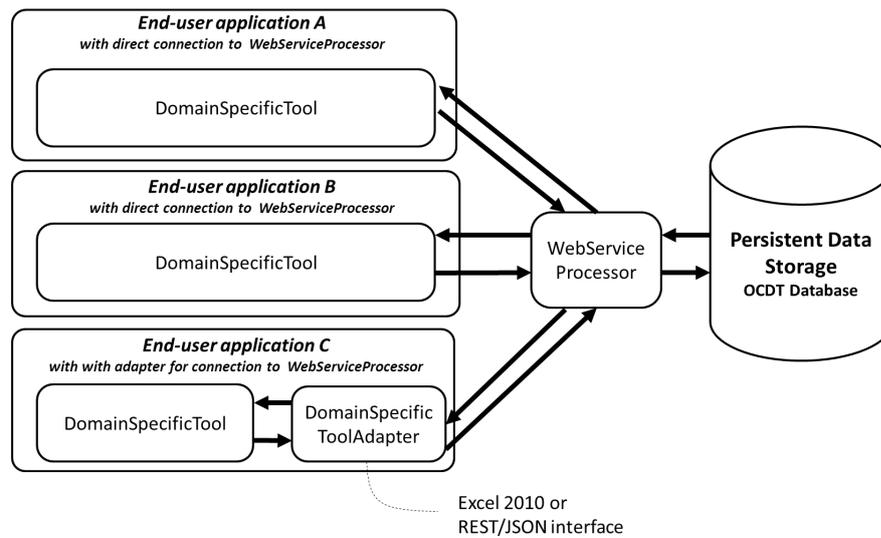 End-user application A
with direct connection to WebServiceProcessor
DomainSpecificTool
End-user application B
with direct connection to WebServiceProcessor
DomainSpecificTool
End-user application C
with with adapter for connection to WebServiceProcessor
DomainSpecificTool
DomainSpecific
ToolAdapter
WebService
Processor
Persistent Data
Storage
OCDT Database
Excel 2010 or
REST/JSON interface